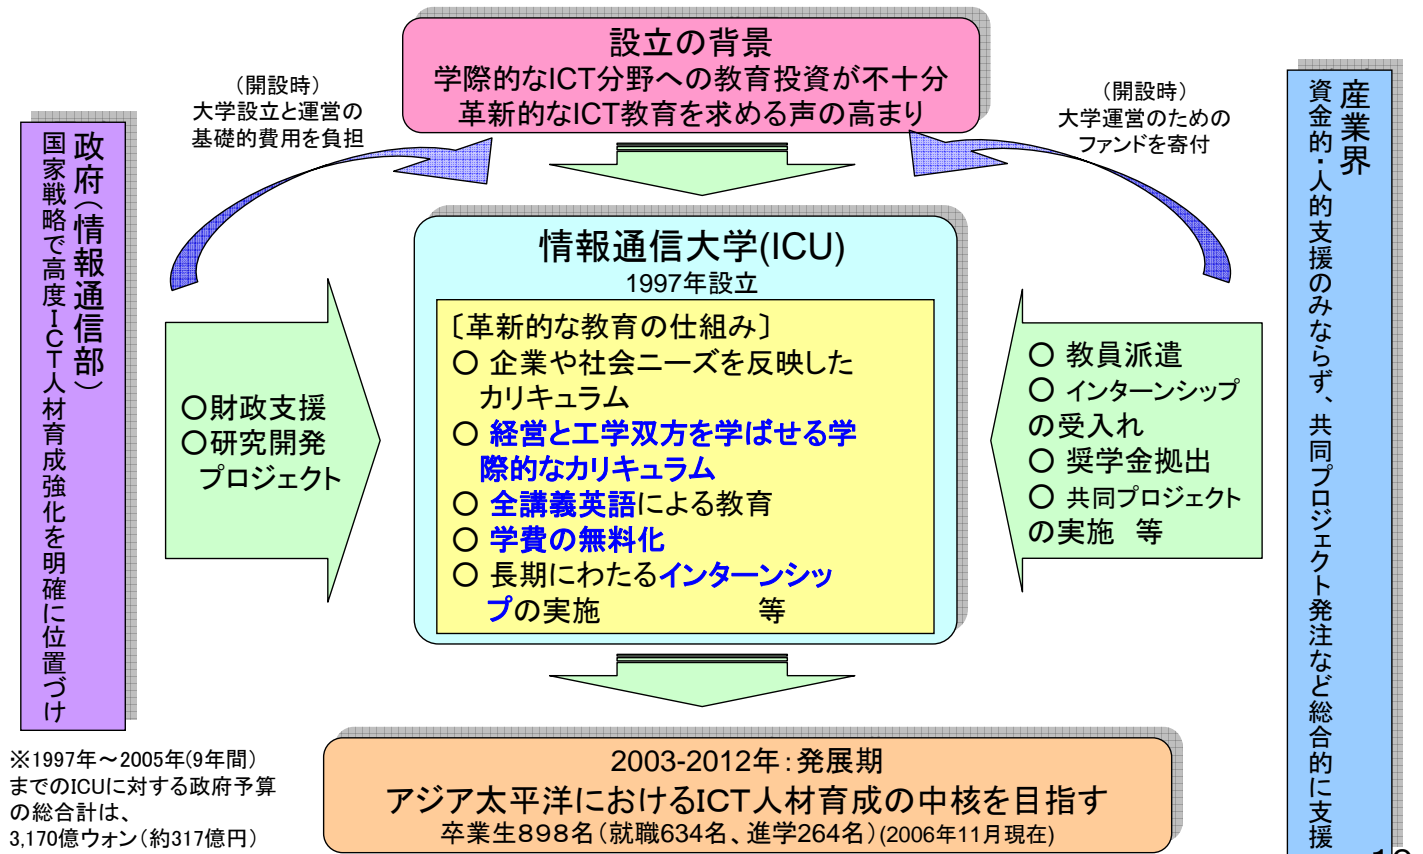 設立の背景
学際的なICT分野への教育投資が不十分
革新的なICT教育を求める声の高まり
（開設時）
大学設立と運営の
基礎的費用を負担
（開設時）
大学運営のための
ファンドを寄付
政府（情報通信部）
国家戦略で高度ICT人材育成強化を明確に位置づけ
産業界
資金的・人的支援のみならず、共同プロジェクト発注など総合的に支援
情報通信大学(ICU)
1997年設立
〔革新的な教育の仕組み〕
○ 企業や社会ニーズを反映した
カリキュラム
○ 経営と工学双方を学ばせる学
際的なカリキュラム
○ 全講義英語による教育
○ 学費の無料化
○ 長期にわたるインターンシッ
プの実施 等
○財政支援
○研究開発
プロジェクト
○ 教員派遣
○ インターンシップ
の受入れ
○ 奨学金拠出
○ 共同プロジェクト
の実施 等
※1997年～2005年(9年間)
までのICUに対する政府予算
の総合計は、
3,170億ウォン(約317億円)
2003-2012年：発展期
アジア太平洋におけるICT人材育成の中核を目指す
卒業生898名（就職634名、進学264名）(2006年11月現在)